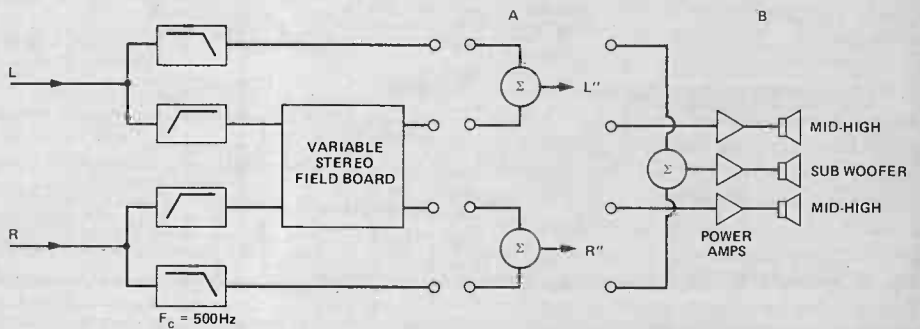 A
B
L
L"
VARIABLE
STEREO
FIELD BOARD
MID-HIGH
SUB WOOFER
MID-HIGH
Σ
Σ
Σ
R
R"
POWER
AMPS
F_c = 500Hz